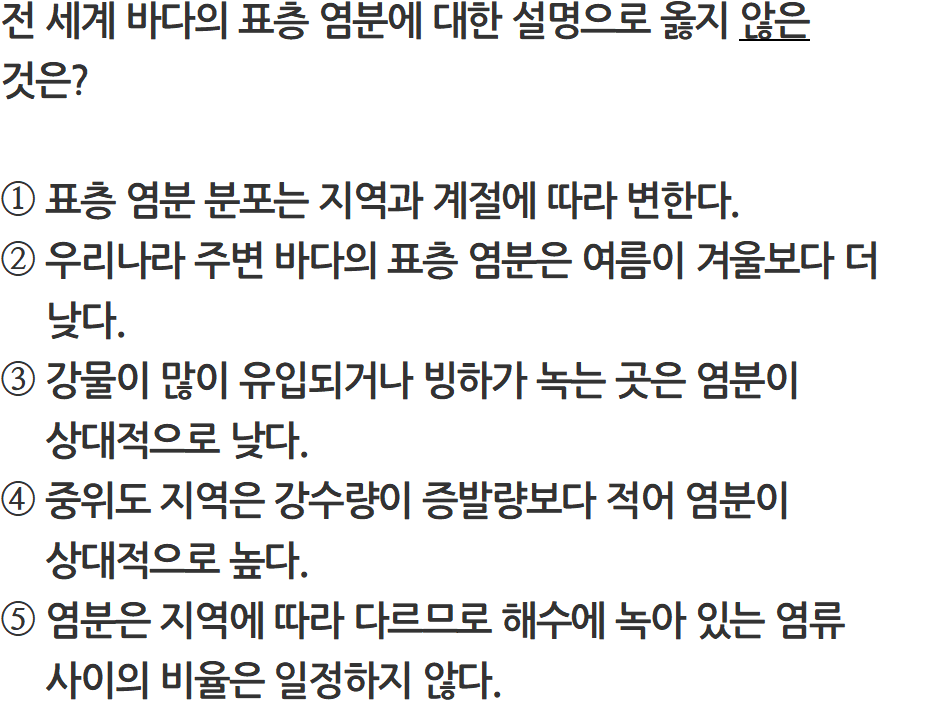 전 세계 바다의 표층 염분에 대한 설명으로 옳지 않은
것은?
① 표층 염분 분포는 지역과 계절에 따라 변한다.
② 우리나라 주변 바다의 표층 염분은 여름이 겨울보다 더
낮다.
③ 강물이 많이 유입되거나 빙하가 녹는 곳은 염분이
상대적으로 낮다.
④ 중위도 지역은 강수량이 증발량보다 적어 염분이
상대적으로 높다.
⑤ 염분은 지역에 따라 다르므로 해수에 녹아 있는 염류
사이의 비율은 일정하지 않다.